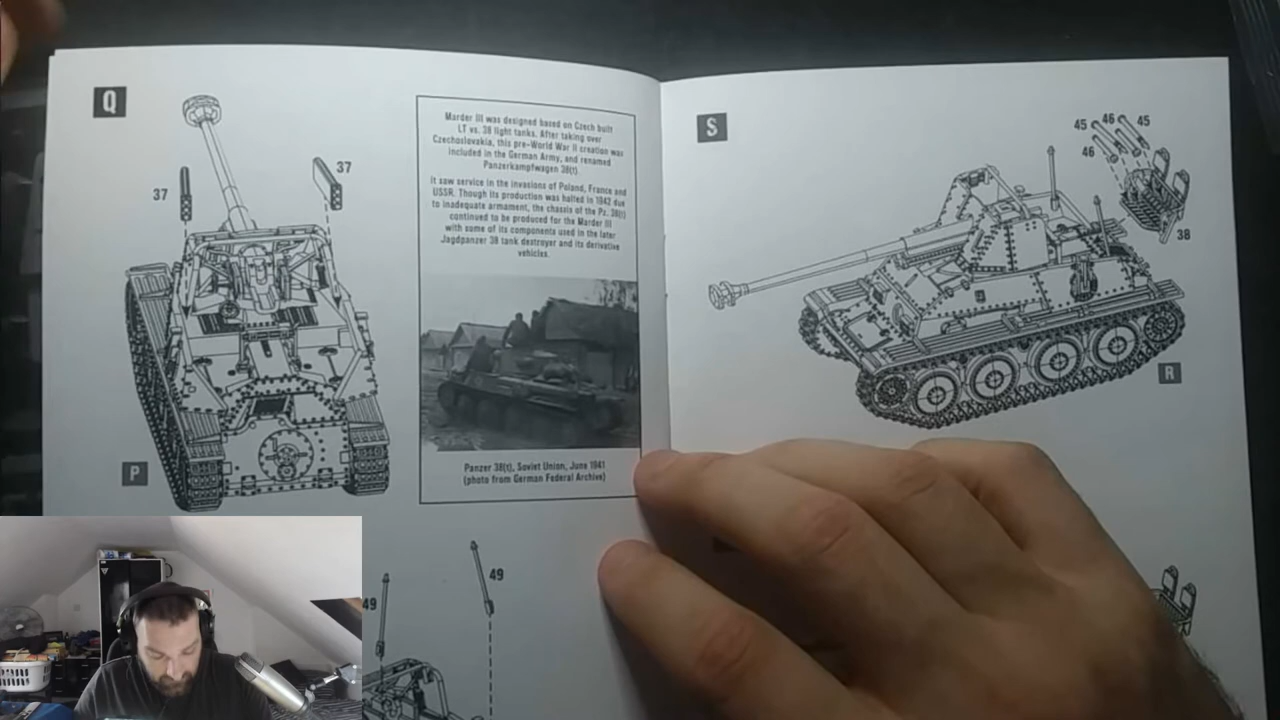 Q
37
37
P
Marder III was designed based on Czech built
LT vs. 38 light tanks. After taking over
Czechoslovakia, this pre-World War II creation was
included in the German Army, and renamed
Panzerkampfwagen 38(t).
It saw service in the invasions of Poland, France and
USSR. Though its production was halted in 1942 due
to inadequate armament, the chassis of the Pz. 38(t)
continued to be produced for the Marder III
with some of its components used in the later
Jagdpanzer 38 tank destroyer and its derivative
vehicles.
Panzer 38(t), Soviet Union, June 1941
(photo from German Federal Archive)
49
49
S
45
46
45
46
38
R